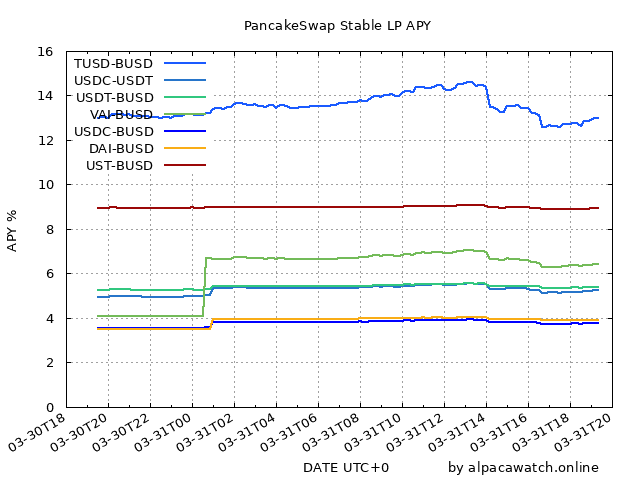 PancakeSwap Stable LP APY
16
14
12
10
8
6
4
2
0
APY %
TUSD-BUSD
USDC-USDT
USDT-BUSD
VAI-BUSD
USDC-BUSD
DAI-BUSD
UST-BUSD
03-30T18
03-30T20
03-30T22
03-31T00
03-31T02
03-31T04
03-31T06
03-31T08
03-31T10
03-31T12
03-31T14
03-31T16
03-31T18
03-31T20
DATE UTC+0
by alpacawatch.online